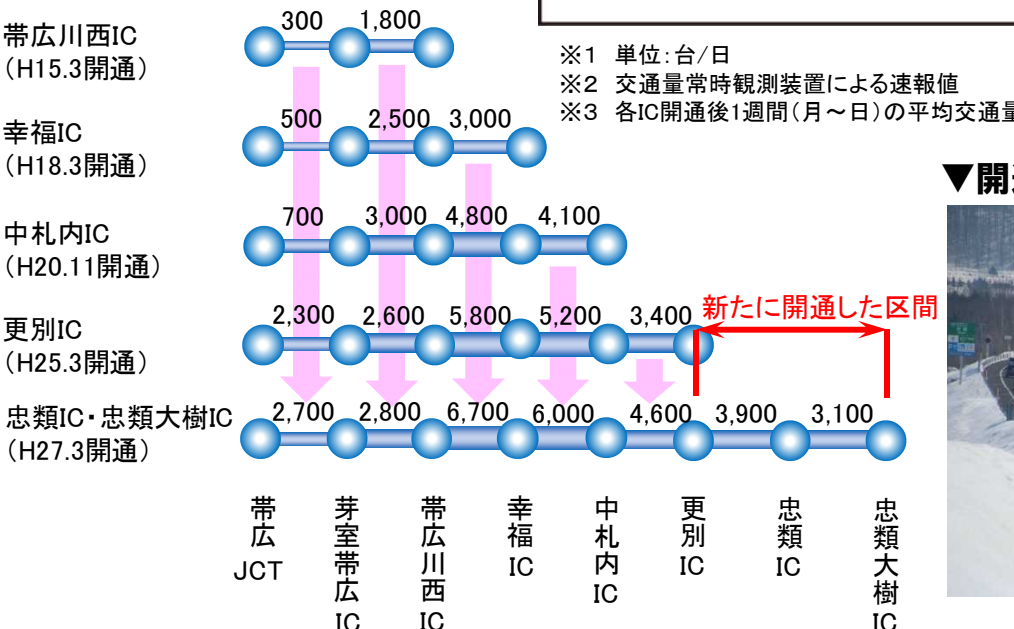 300 1,800
帯広川西IC
(H15.3開通)
※1 単位:台/日
※2 交通量常時観測装置による速報値
※3 各IC開通後1週間(月～日)の平均交通量
500 2,500 3,000
幸福IC
(H18.3開通)
▼開
700 3,000 4,800 4,100
中札内IC
(H20.11開通)
2,300 2,600 5,800 5,200 3,400
新たに開通した区間
更別IC
(H25.3開通)
2,700 2,800 6,700 6,000 4,600 3,900 3,100
忠類IC・忠類大樹IC
(H27.3開通)
帯広JCT
芽室帯広IC
帯広川西IC
幸福IC
中札内IC
更別IC
忠類IC
忠類大樹IC